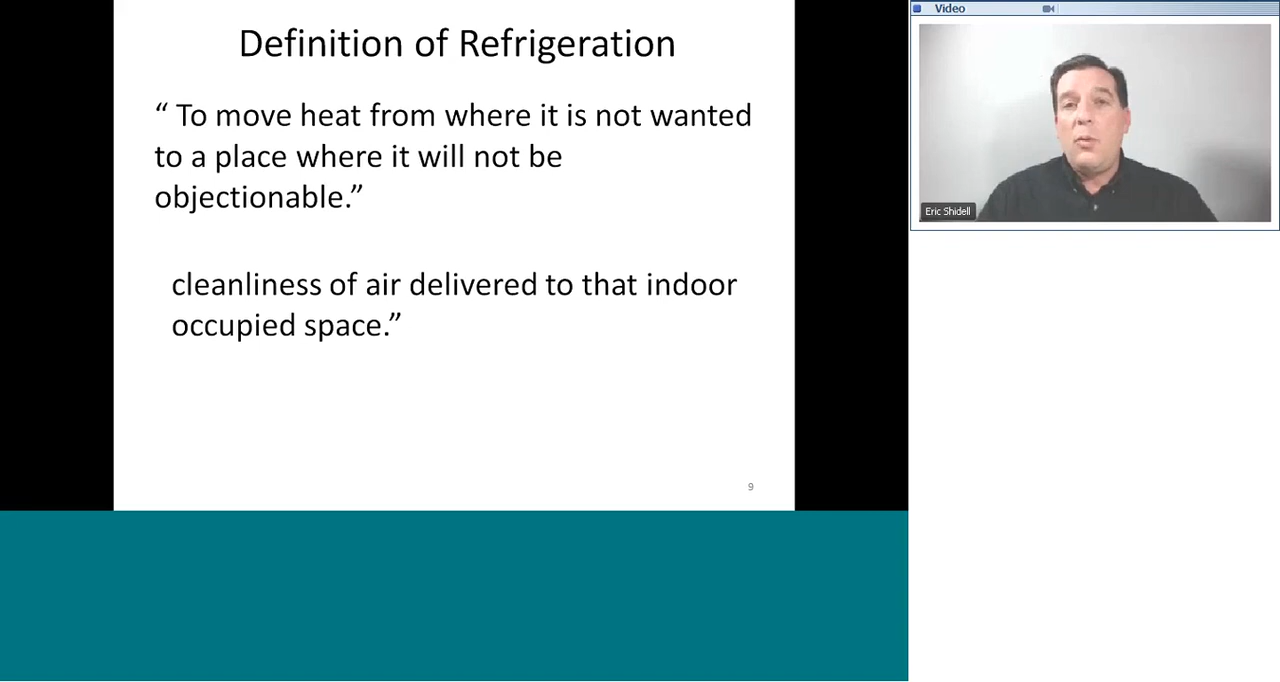 Definition of Refrigeration
“ To move heat from where it is not wanted
to a place where it will not be
objectionable.”
cleanliness of air delivered to that indoor
occupied space.”
9
Video
Eric Shidell